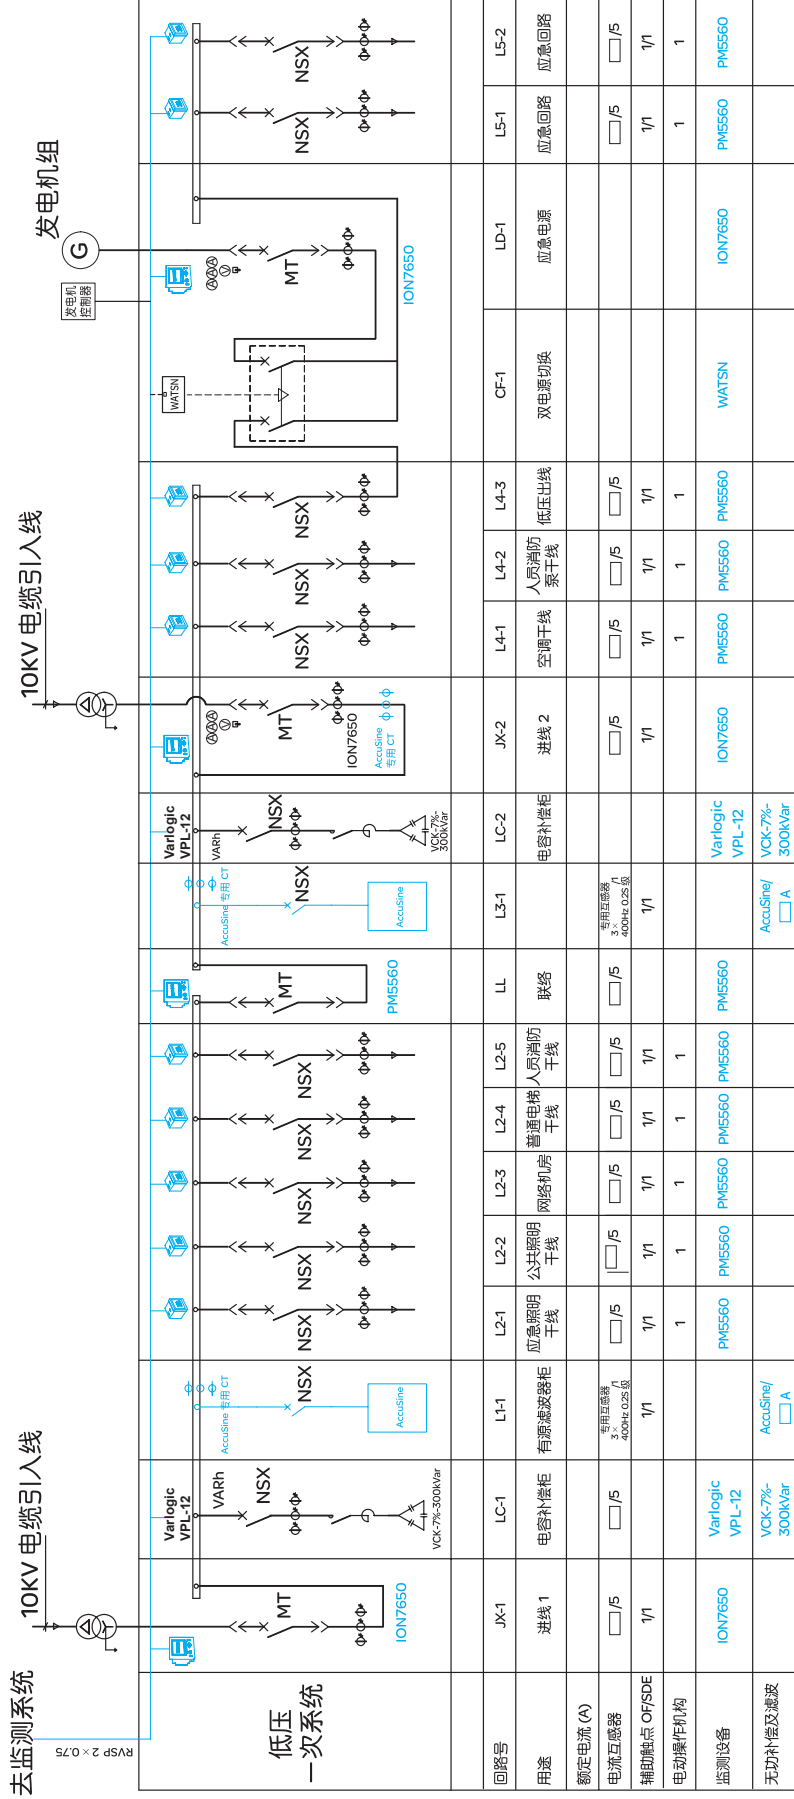 去监测系统
RVSP 2×0.75
10KV 电缆引入线
10KV 电缆引入线
发电机组
G
发电机
控制器
低压
一次系统
MT
ION7650
Varlogic
VPL-12
VARh
NSX
VCK-7%-300kVar
AccuSine 专用 CT
NSX
AccuSine
NSX
NSX
NSX
NSX
NSX
MT
PM5560
AccuSine 专用 CT
NSX
AccuSine
Varlogic
VPL-12
VARh
NSX
VCK-7%-
300kVar
MT
ION7650
AccuSine
专用 CT
NSX
NSX
NSX
WATSN
MT
ION7650
NSX
NSX
回路号 JX-1 LC-1 L1-1 L2-1 L2-2 L2-3 L2-4 L2-5 LL L3-1 LC-2 JX-2 L4-1 L4-2 L4-3 CF-1 LD-1 L5-1 L5-2
用途 进线 1 电容补偿柜 有源滤波器柜 应急照明干线 公共照明干线 网络机房 普通电梯干线 人员消防干线 联络 电容补偿柜 进线 2 空调干线 人员消防泵干线 低压出线 双电源切换 应急电源 应急回路 应急回路
额定电流 (A)
电流互感器 □/5 □/5 专用互感器 3× /1 400Hz 0.2S 级 □/5 □/5 □/5 □/5 □/5 □/5 专用互感器 3× /1 400Hz 0.2S 级 □/5 □/5 □/5 □/5 □/5 □/5
辅助触点 OF/SDE 1/1 1/1 1/1 1/1 1/1 1/1 1/1 1/1 1/1 1/1 1/1 1/1 1/1 1/1
电动操作机构 1 1 1 1 1 1 1 1 1 1
监测设备 ION7650 Varlogic VPL-12 PM5560 PM5560 PM5560 PM5560 PM5560 PM5560 Varlogic VPL-12 ION7650 PM5560 PM5560 PM5560 WATSN ION7650 PM5560 PM5560
无功补偿及滤波 VCK-7%-300kVar AccuSine/ □ A AccuSine/ □ A VCK-7%-300kVar